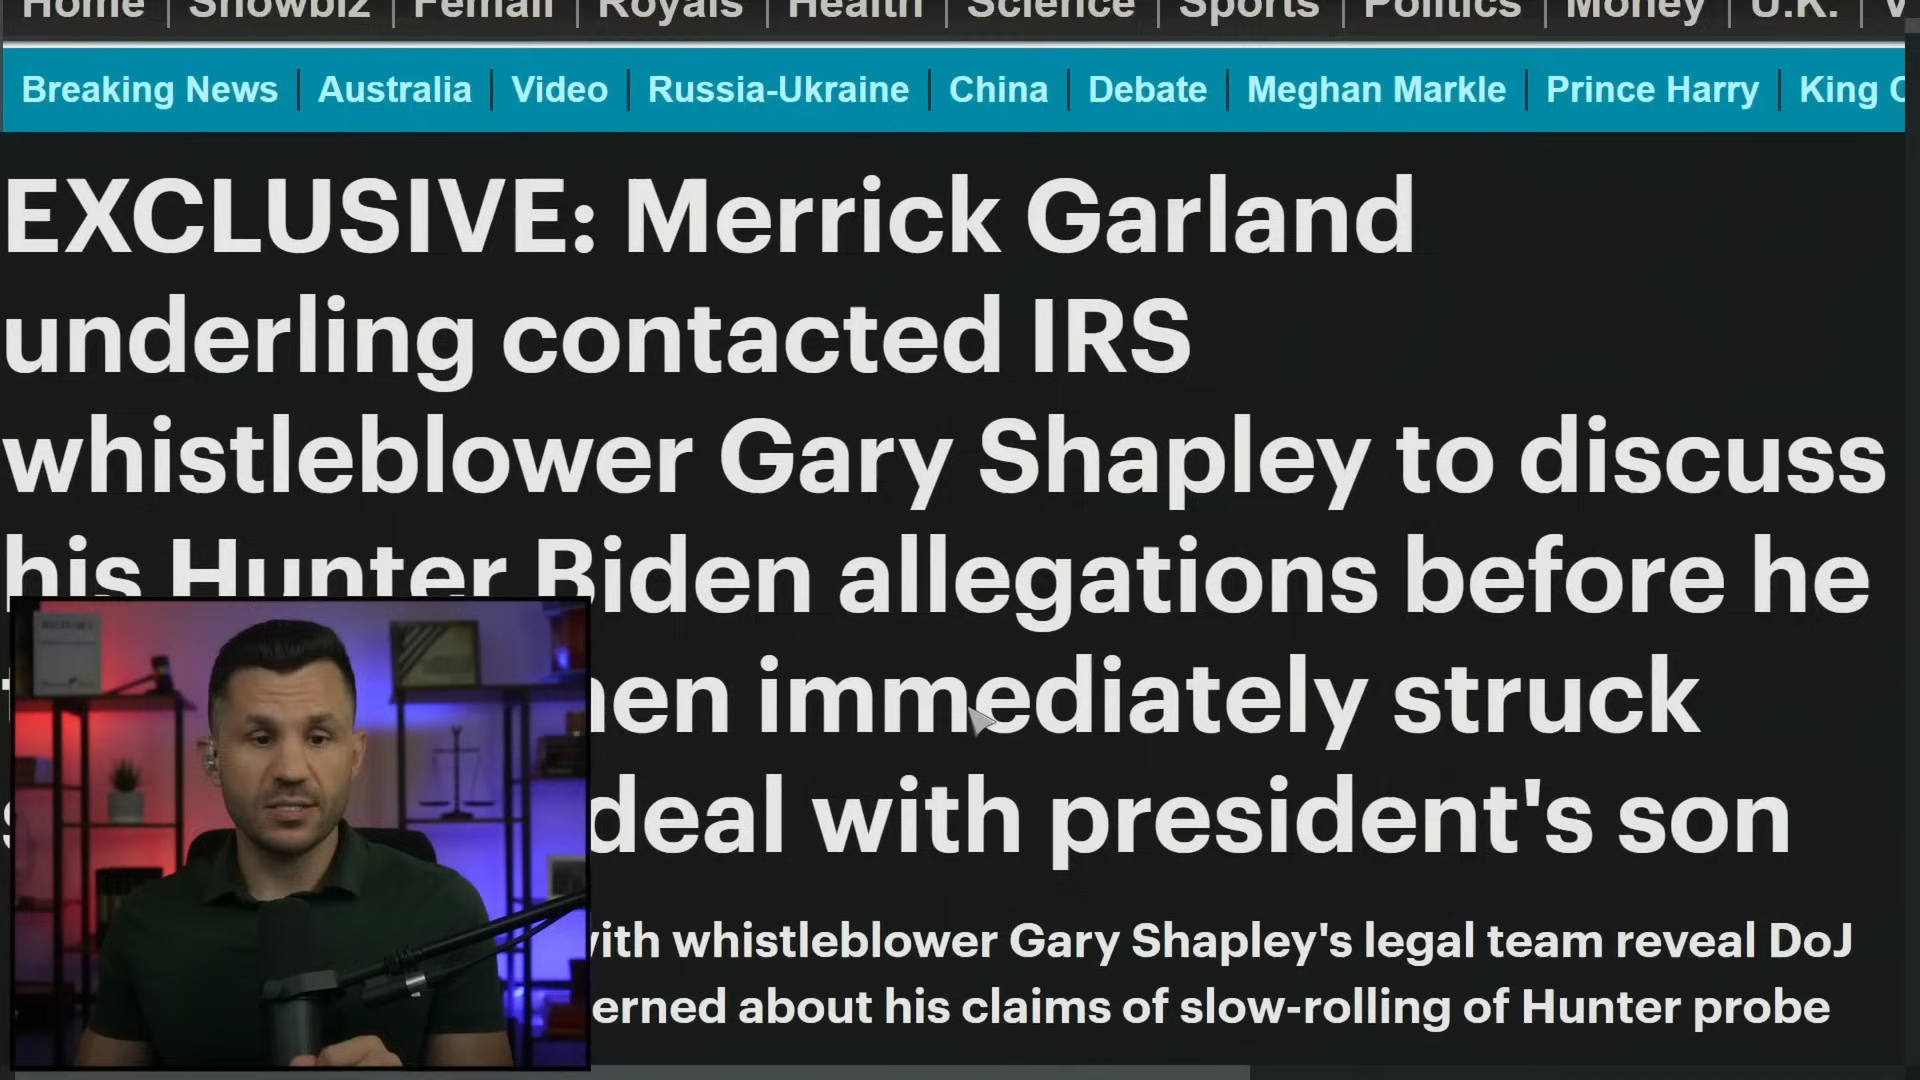 Home Showbiz Femail Royals Health Science Sports Politics Money U.K.
Breaking News Australia Video Russia-Ukraine China Debate Meghan Markle Prince Harry King
EXCLUSIVE: Merrick Garland
underling contacted IRS
whistleblower Gary Shapley to discuss
his Hunter Biden allegations before he
immediately struck
deal with president's son
with whistleblower Gary Shapley's legal team reveal DoJ
about his claims of slow-rolling of Hunter probe